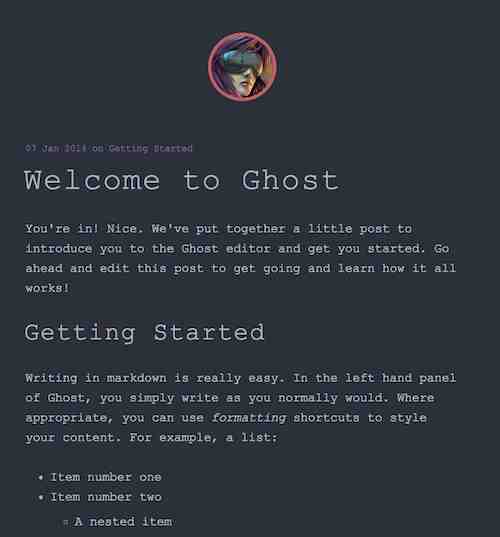 07 Jan 2014 on Getting Started
Welcome to Ghost
You're in! Nice. We've put together a little post to
introduce you to the Ghost editor and get you started. Go
ahead and edit this post to get going and learn how it all
works!
Getting Started
Writing in markdown is really easy. In the left hand panel
of Ghost, you simply write as you normally would. Where
appropriate, you can use formatting shortcuts to style
your content. For example, a list:
Item number one
Item number two
A nested item